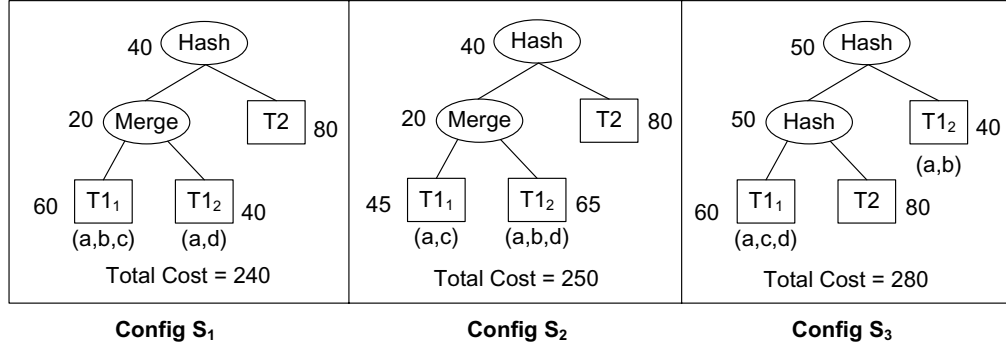 40 Hash
20 Merge T2 80
60 T1₁ T1₂ 40
(a,b,c) (a,d)
Total Cost = 240
Config S₁
40 Hash
20 Merge T2 80
45 T1₁ T1₂ 65
(a,c) (a,b,d)
Total Cost = 250
Config S₂
50 Hash
50 Hash T1₂ 40
(a,b)
60 T1₁ T2 80
(a,c,d)
Total Cost = 280
Config S₃